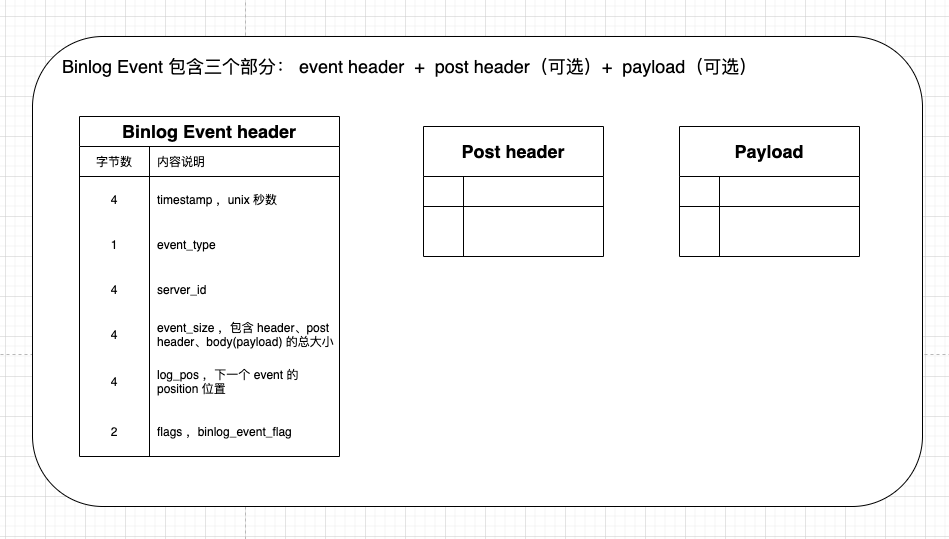 Binlog Event 包含三个部分： event header + post header（可选）+ payload（可选）
Binlog Event header
字节数 内容说明
4 timestamp ，unix 秒数
1 event_type
4 server_id
4 event_size ，包含 header、post
header、body(payload) 的总大小
4 log_pos ，下一个 event 的
position 位置
2 flags ，binlog_event_flag
Post header
Payload